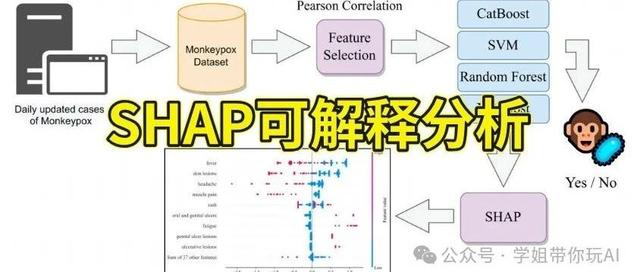 Pearson Correlation
Monkeypox
Dataset
Feature
Selection
CatBoost
SVM
Random Forest
Daily updated cases
of Monkeypox
SHAP可解释分析
Yes / No
fever
skin lesions
headache
muscle pain
rash
oral and genital ulcers
fatigue
genital ulcer lesions
ulcerative lesions
Sum of 37 other features
Feature value
SHAP
公众号 · 学姐带你玩AI